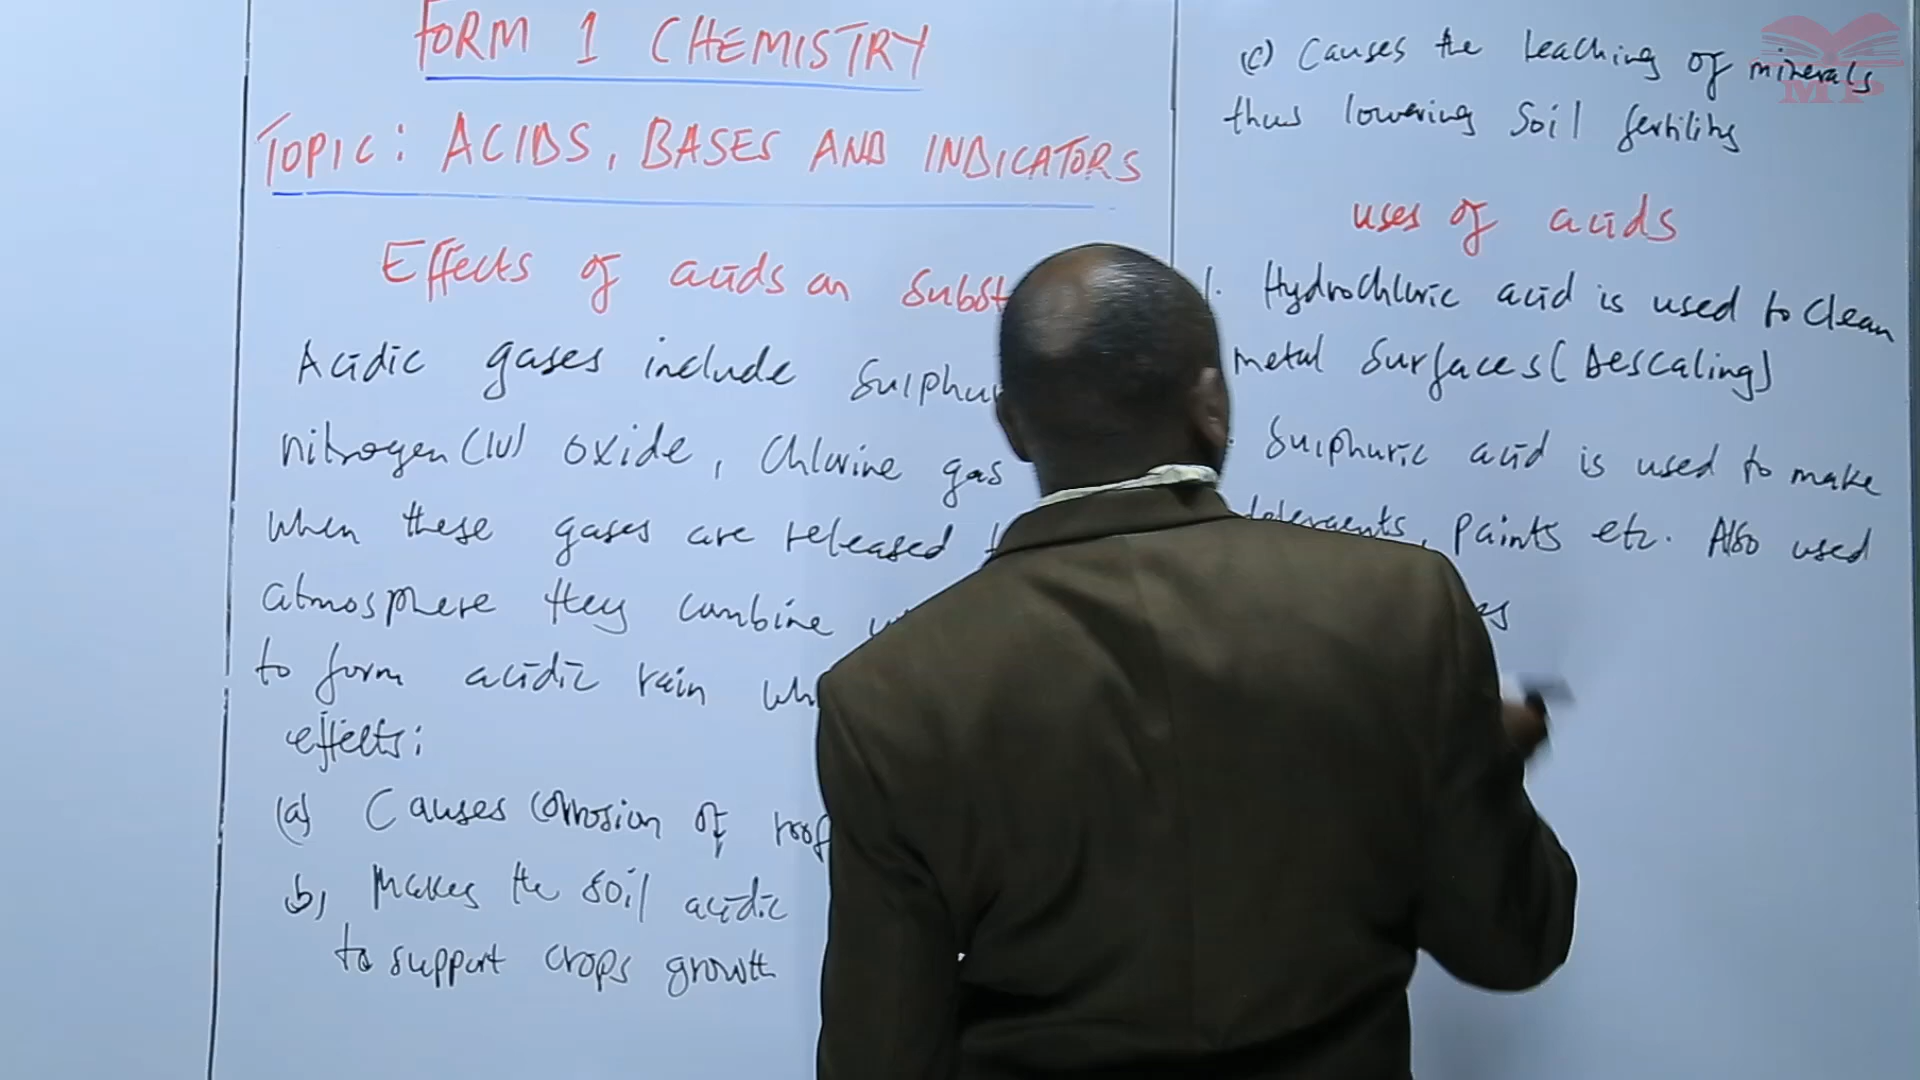 FORM 1 CHEMISTRY
TOPIC: ACIDS, BASES AND INDICATORS
Effects of acids on
Acidic gases include
nitrogen(IV) oxide, Chlorine gas
when these gases are released
atmosphere they combine
to form acidic rain
effects:
(a) Causes corrosion of
b) Makes the soil acidic
to support crops growth
(c) Causes the leaching of minerals
thus lowering soil fertility
uses of acids
1. Hydrochloric acid is used to clean
metal surfaces (Descaling)
Sulphuric acid is used to make
detergents, paints etc. Also used
MP